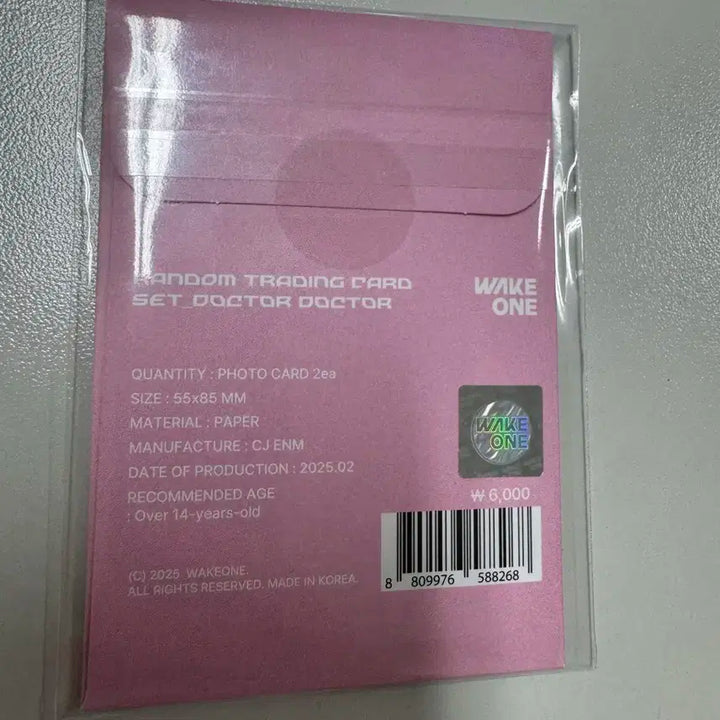 RANDOM TRADING CARD
SET_DOCTOR DOCTOR
WAKE
ONE
QUANTITY : PHOTO CARD 2ea
SIZE : 55x85 MM
MATERIAL : PAPER
MANUFACTURE : CJ ENM
DATE OF PRODUCTION : 2025.02
RECOMMENDED AGE
: Over 14-years-old
WAKE
ONE
₩ 6,000
8 809976 588268
(C) 2025. WAKEONE.
ALL RIGHTS RESERVED. MADE IN KOREA.